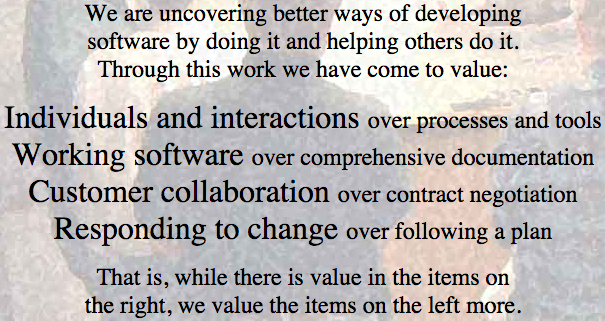 We are uncovering better ways of developing
software by doing it and helping others do it.
Through this work we have come to value:
Individuals and interactions over processes and tools
Working software over comprehensive documentation
Customer collaboration over contract negotiation
Responding to change over following a plan
That is, while there is value in the items on
the right, we value the items on the left more.